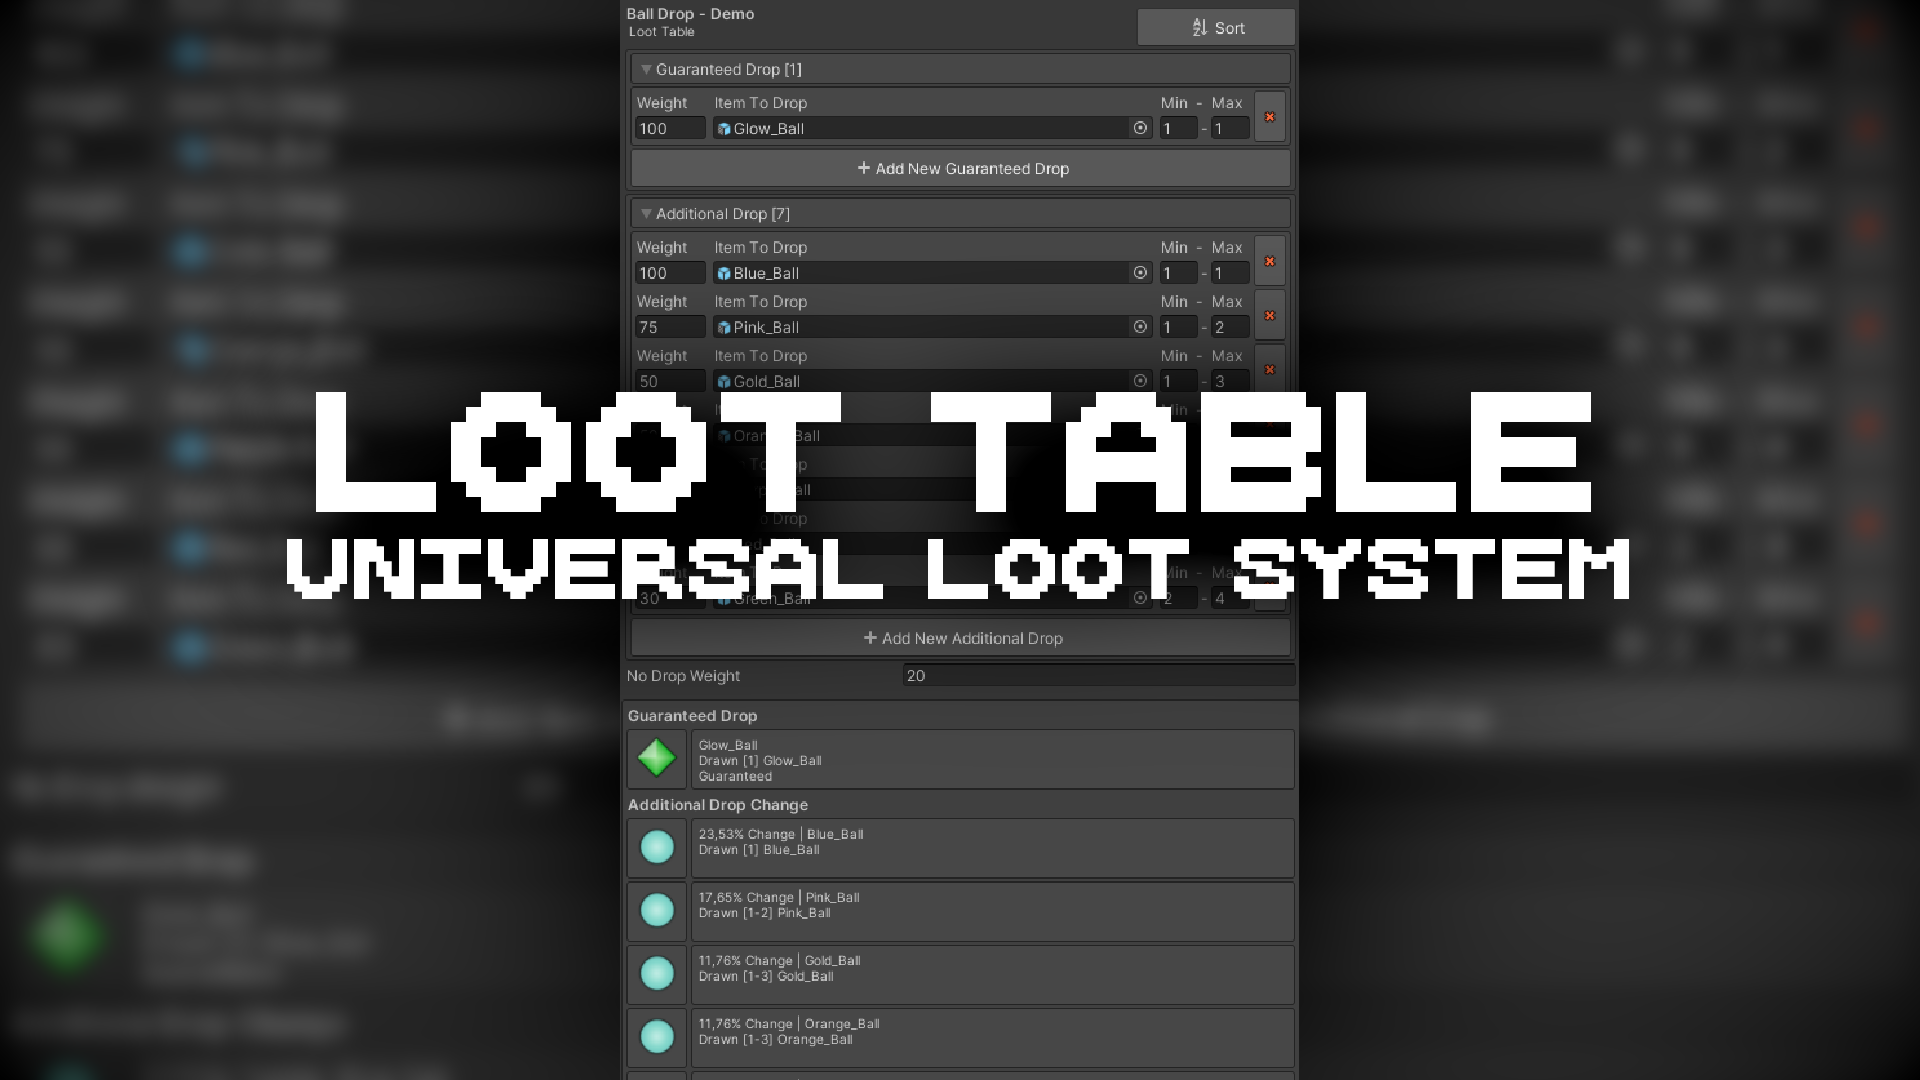 Ball Drop - Demo
Loot Table
Sort
Guaranteed Drop [1]
Weight Item To Drop Min - Max
100 Glow_Ball 1 - 1
+ Add New Guaranteed Drop
Additional Drop [7]
Weight Item To Drop Min - Max
100 Blue_Ball 1 - 1
Weight Item To Drop Min - Max
75 Pink_Ball 1 - 2
Weight Item To Drop Min - Max
50 Gold_Ball 1 - 3
LOOT TABLE
UNIVERSAL LOOT SYSTEM
30 Green_Ball 2 - 4
+ Add New Additional Drop
No Drop Weight 20
Guaranteed Drop
Glow_Ball
Drawn [1] Glow_Ball
Guaranteed
Additional Drop Change
23,53% Change | Blue_Ball
Drawn [1] Blue_Ball
17,65% Change | Pink_Ball
Drawn [1-2] Pink_Ball
11,76% Change | Gold_Ball
Drawn [1-3] Gold_Ball
11,76% Change | Orange_Ball
Drawn [1-3] Orange_Ball